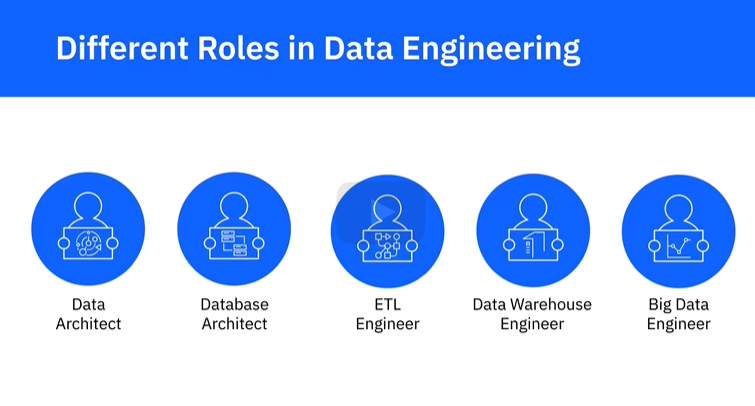 Different Roles in Data Engineering
Data
Architect
Database
Architect
ETL
Engineer
Data Warehouse
Engineer
Big Data
Engineer